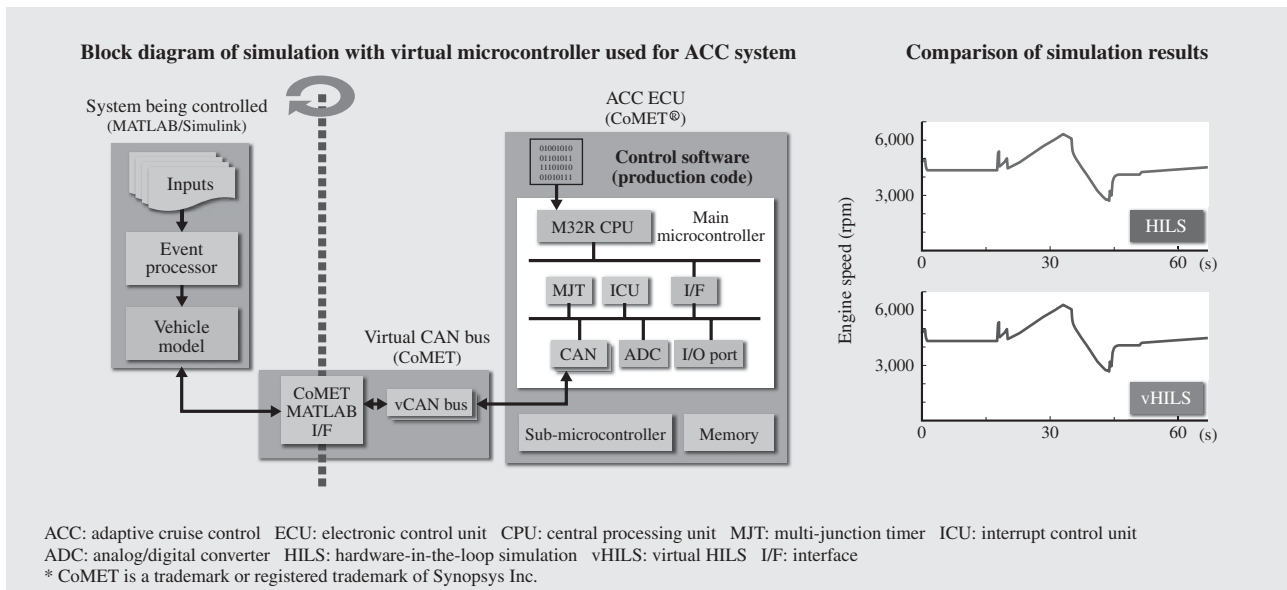 Block diagram of simulation with virtual microcontroller used for ACC system
System being controlled
(MATLAB/Simulink)
Inputs
Event
processor
Vehicle
model
Virtual CAN bus
(CoMET)
CoMET
MATLAB
I/F
vCAN bus
ACC ECU
(CoMET®)
01001010
01101011
11101010
01010111
Control software
(production code)
M32R CPU
Main
microcontroller
MJT
ICU
I/F
CAN
ADC
I/O port
Sub-microcontroller
Memory
Comparison of simulation results
Engine speed (rpm)
6,000
3,000
HILS
0
30
60
(s)
6,000
3,000
vHILS
0
30
60
(s)
ACC: adaptive cruise control ECU: electronic control unit CPU: central processing unit MJT: multi-junction timer ICU: interrupt control unit
ADC: analog/digital converter HILS: hardware-in-the-loop simulation vHILS: virtual HILS I/F: interface
* CoMET is a trademark or registered trademark of Synopsys Inc.